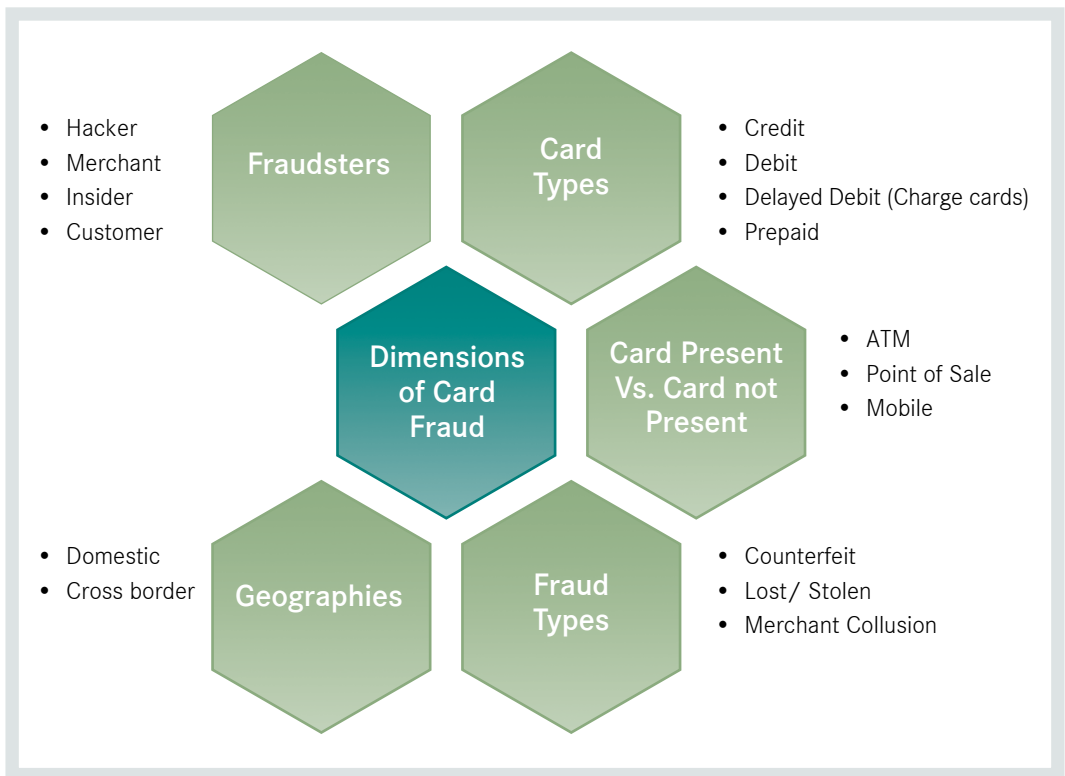 • Hacker
• Merchant
• Insider
• Customer
Fraudsters
Card
Types
• Credit
• Debit
• Delayed Debit (Charge cards)
• Prepaid
Dimensions
of Card
Fraud
Card Present
Vs. Card not
Present
• ATM
• Point of Sale
• Mobile
• Domestic
• Cross border
Geographies
Fraud
Types
• Counterfeit
• Lost/ Stolen
• Merchant Collusion